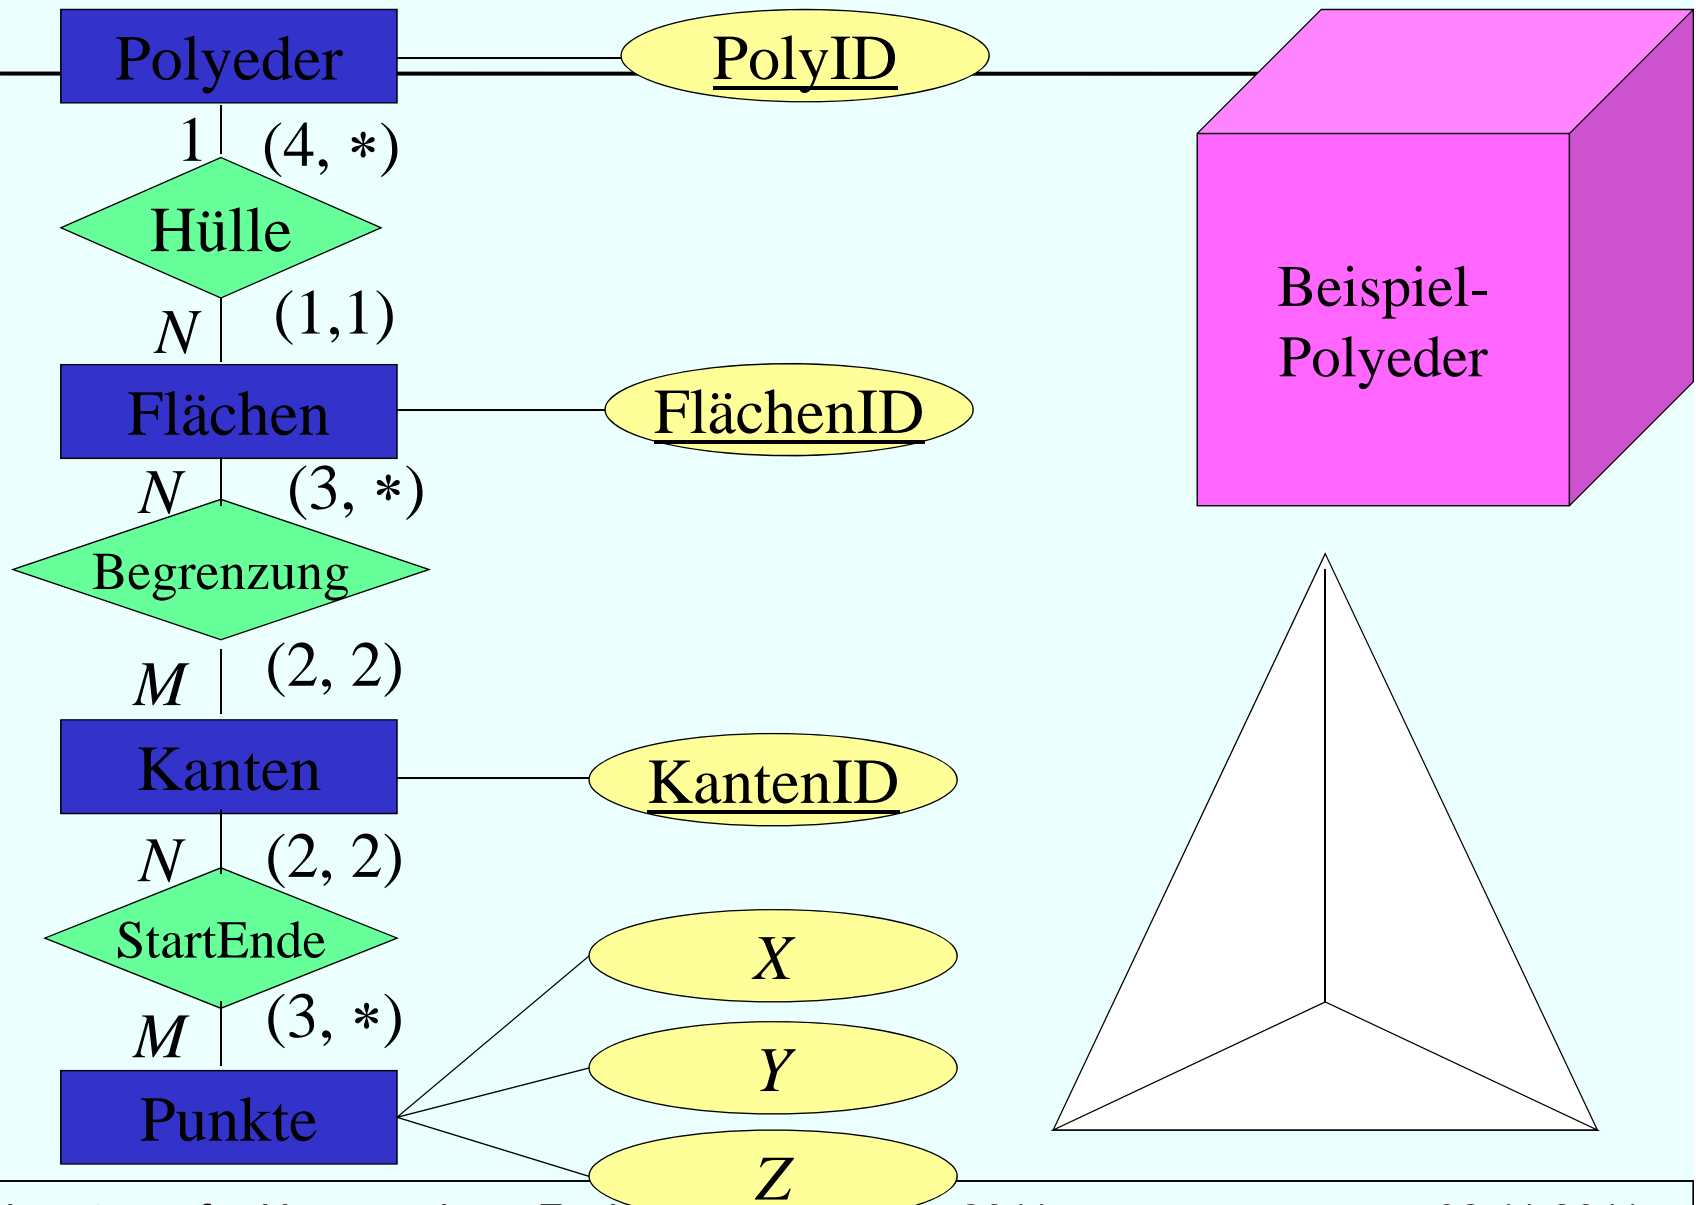 Polyeder PolyID
1 (4, *)
Hülle
N (1,1)
Flächen FlächenID
N (3, *)
Begrenzung
M (2, 2)
Kanten KantenID
N (2, 2)
StartEnde
M (3, *)
Punkte
X
Y
Z
Beispiel-
Polyeder